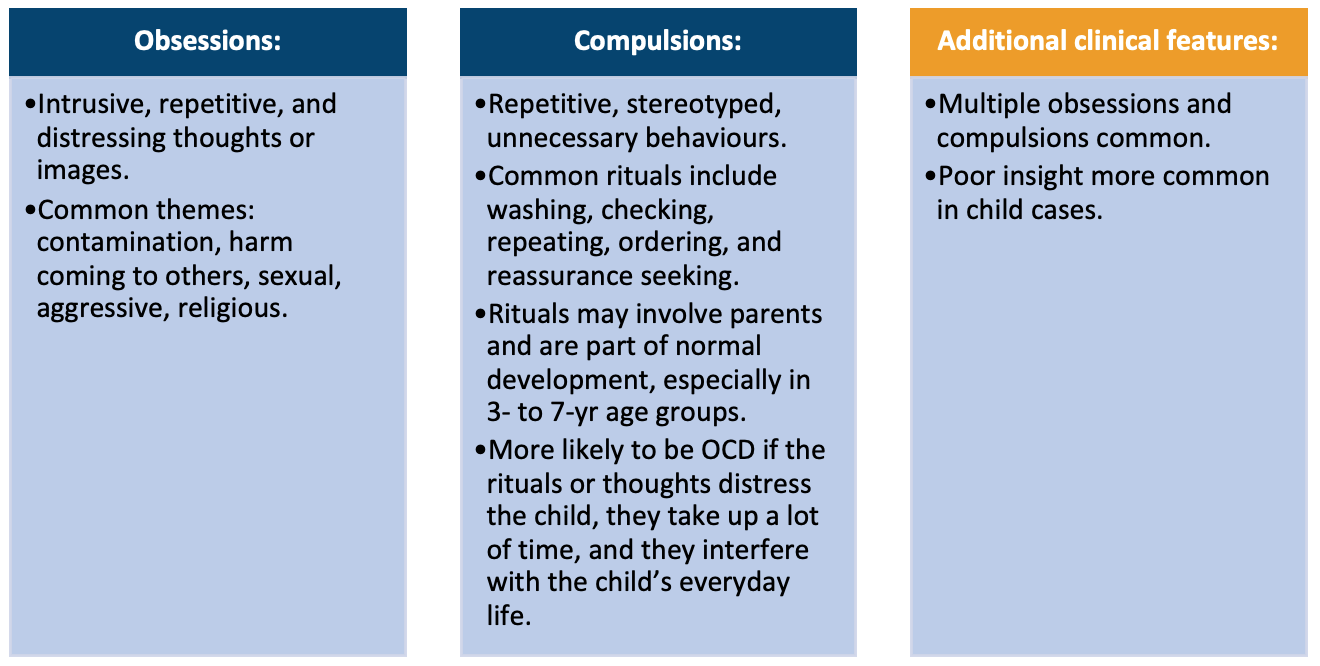 Obsessions:
•Intrusive, repetitive, and
distressing thoughts or
images.
•Common themes:
contamination, harm
coming to others, sexual,
aggressive, religious.
Compulsions:
•Repetitive, stereotyped,
unnecessary behaviours.
•Common rituals include
washing, checking,
repeating, ordering, and
reassurance seeking.
•Rituals may involve parents
and are part of normal
development, especially in
3- to 7-yr age groups.
•More likely to be OCD if the
rituals or thoughts distress
the child, they take up a lot
of time, and they interfere
with the child’s everyday
life.
Additional clinical features:
•Multiple obsessions and
compulsions common.
•Poor insight more common
in child cases.